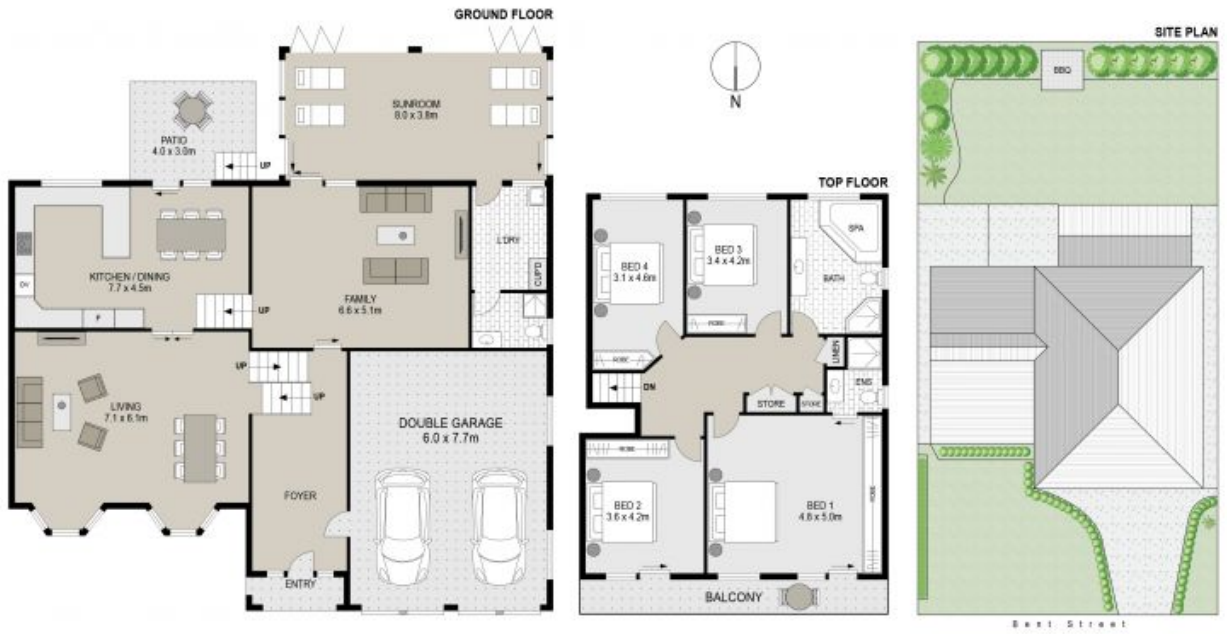 GROUND FLOOR
SUNROOM
8.0 x 3.8m
PATIO
4.0 x 3.0m
UP
L'DRY
CUP'D
KITCHEN / DINING
7.7 x 4.5m
DW
F
UP
FAMILY
6.6 x 5.1m
UP
UP
LIVING
7.1 x 6.1m
DOUBLE GARAGE
6.0 x 7.7m
FOYER
ENTRY
N
TOP FLOOR
SPA
BED 3
3.4 x 4.2m
BED 4
3.1 x 4.6m
BATH
ROBE
ROBE
LINEN
ENS
DN
STORE
STORE
ROBE
BED 2
3.6 x 4.2m
BED 1
4.8 x 5.0m
ROBE
BALCONY
SITE PLAN
BBQ
Bent Street